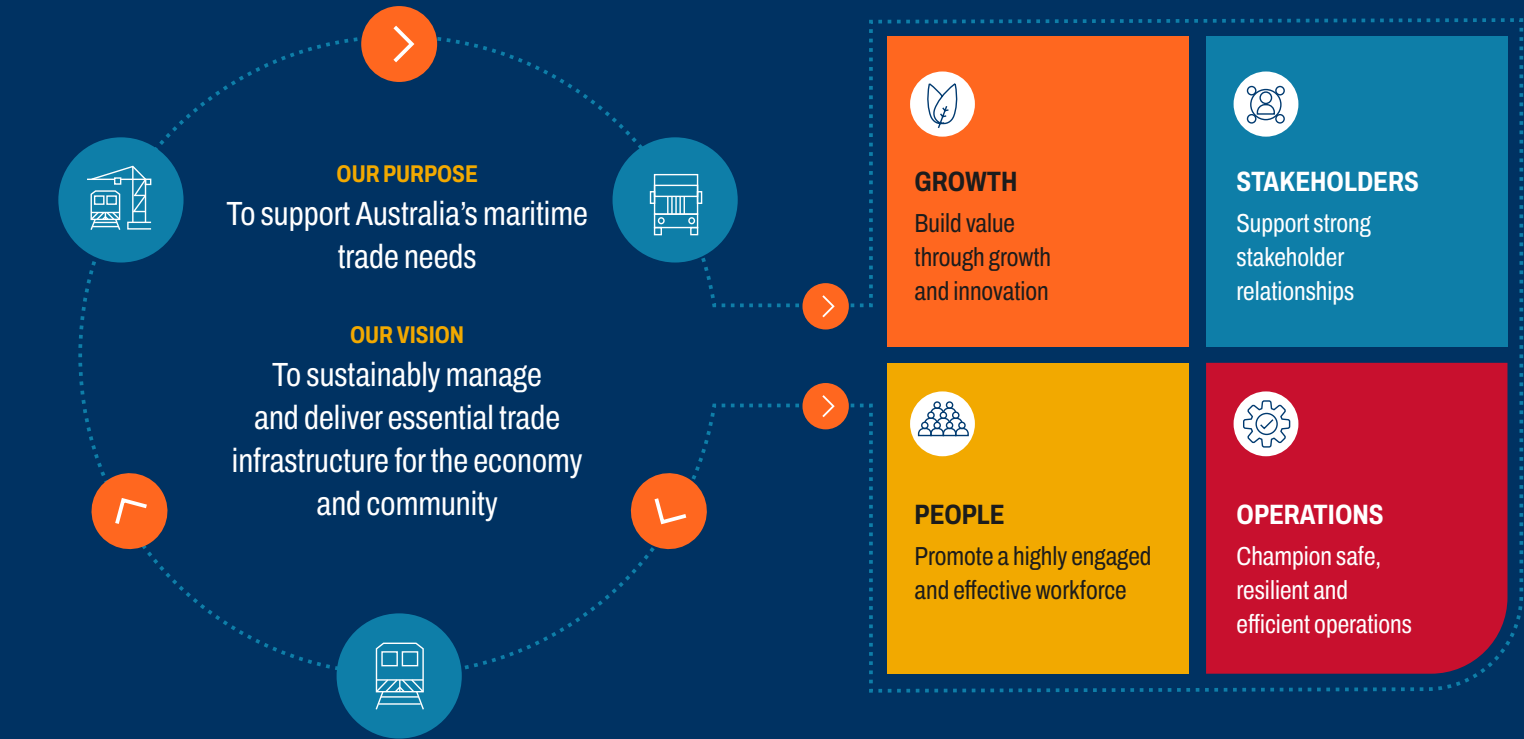 OUR PURPOSE
To support Australia’s maritime
trade needs
OUR VISION
To sustainably manage
and deliver essential trade
infrastructure for the economy
and community
GROWTH
Build value
through growth
and innovation
STAKEHOLDERS
Support strong
stakeholder
relationships
PEOPLE
Promote a highly engaged
and effective workforce
OPERATIONS
Champion safe,
resilient and
efficient operations